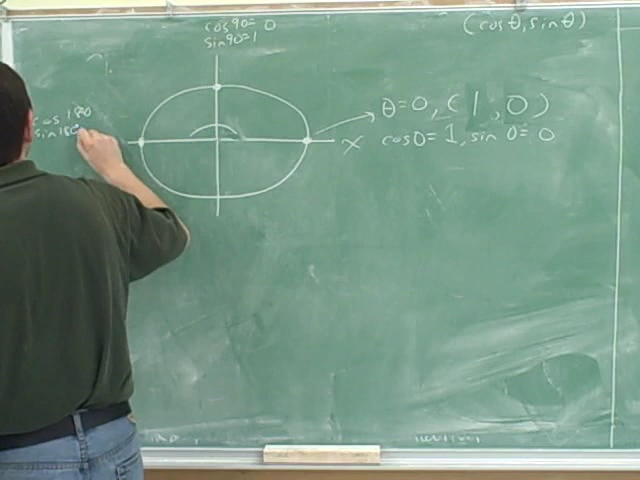 cos 90 = 0
sin 90 = 1
(cos θ, sin θ)
θ = 0, (1, 0)
cos 0 = 1, sin 0 = 0
cos 180
sin 180
X